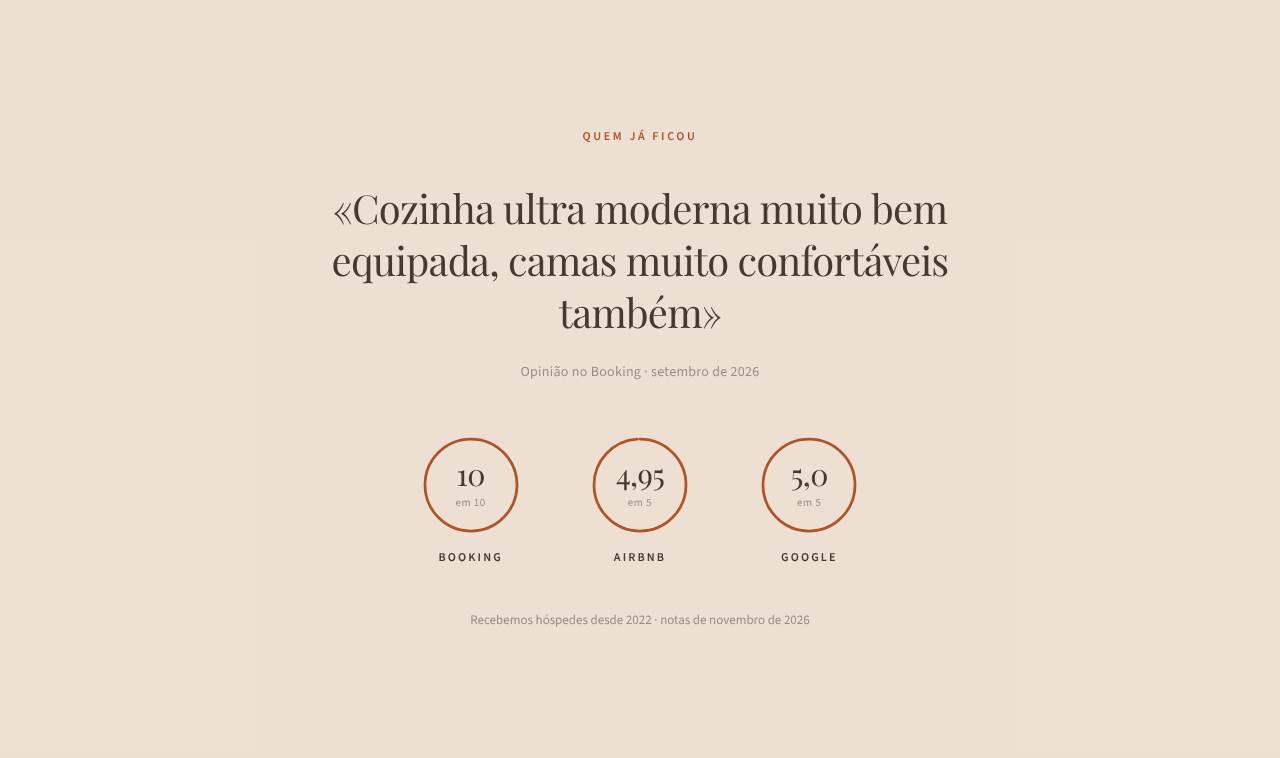 QUEM JÁ FICOU
«Cozinha ultra moderna muito bem
equipada, camas muito confortáveis
também»
Opinião no Booking · setembro de 2026
10
em 10
BOOKING
4,95
em 5
AIRBNB
5,0
em 5
GOOGLE
Recebemos hóspedes desde 2022 · notas de novembro de 2026